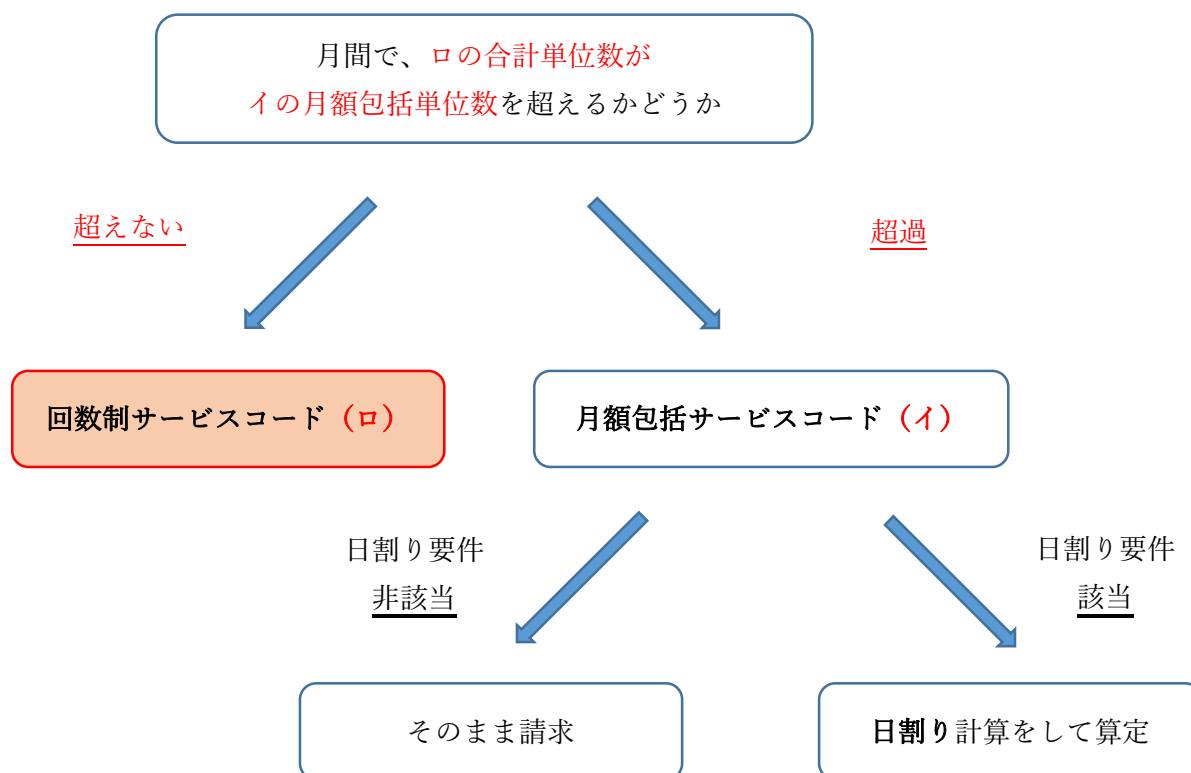 月間で、ロの合計単位数が
イの月額包括単位数を超えるかどうか
超えない
超過
回数制サービスコード（ロ）
月額包括サービスコード（イ）
日割り要件
非該当
日割り要件
該当
そのまま請求
日割り計算をして算定